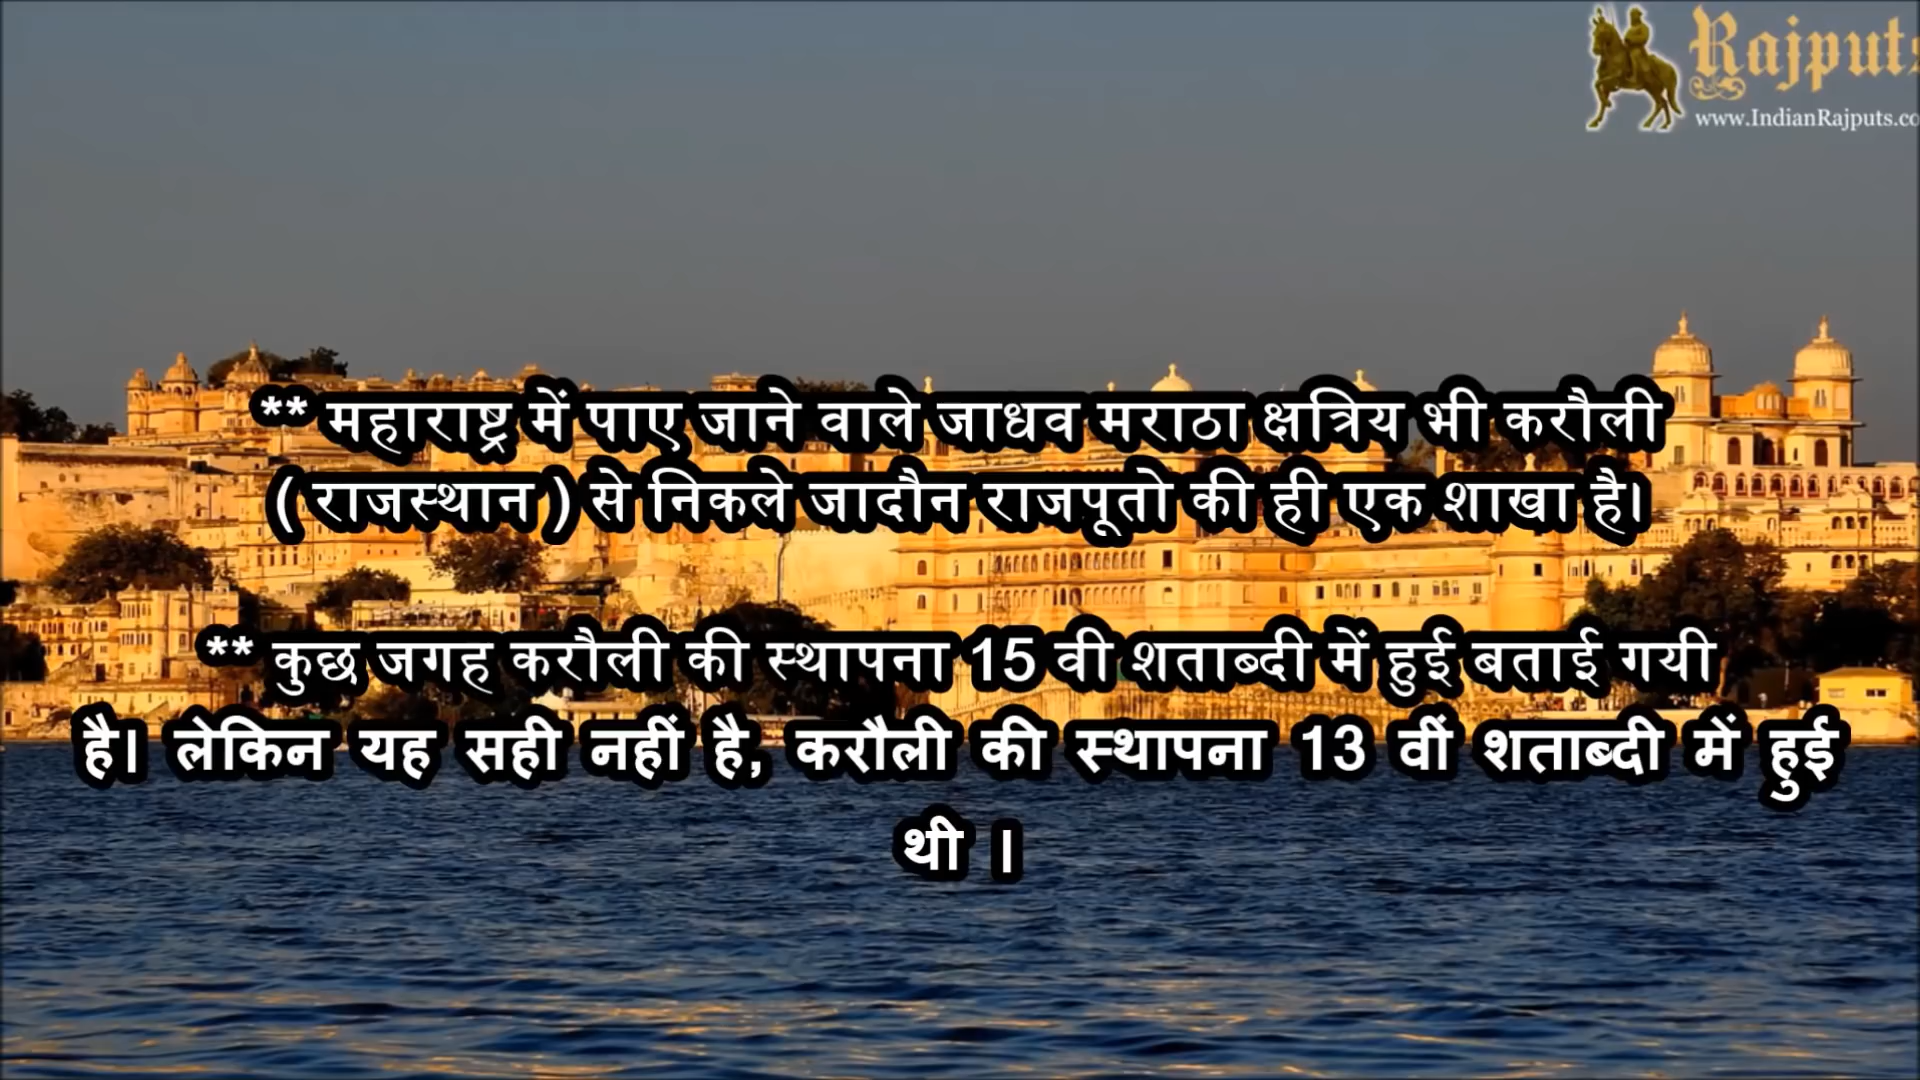 Rajputs
www.IndianRajputs.co
** महाराष्ट्र में पाए जाने वाले जाधव मराठा क्षत्रिय भी करौली
( राजस्थान ) से निकले जादौन राजपूतो की ही एक शाखा है।
** कुछ जगह करौली की स्थापना 15 वी शताब्दी में हुई बताई गयी
है। लेकिन यह सही नहीं है, करौली की स्थापना 13 वीं शताब्दी में हुई
थी ।